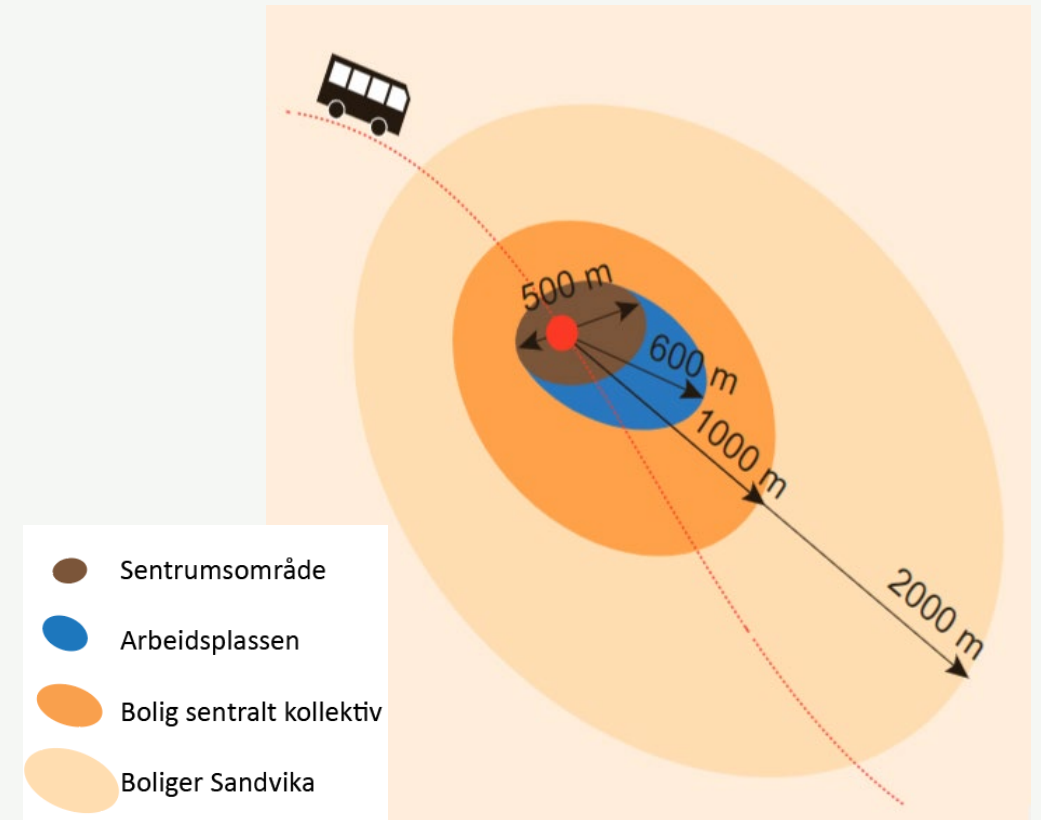 500 m
600 m
1000 m
2000 m
Sentrumsområde
Arbeidsplassen
Bolig sentralt kollektiv
Boliger Sandvika